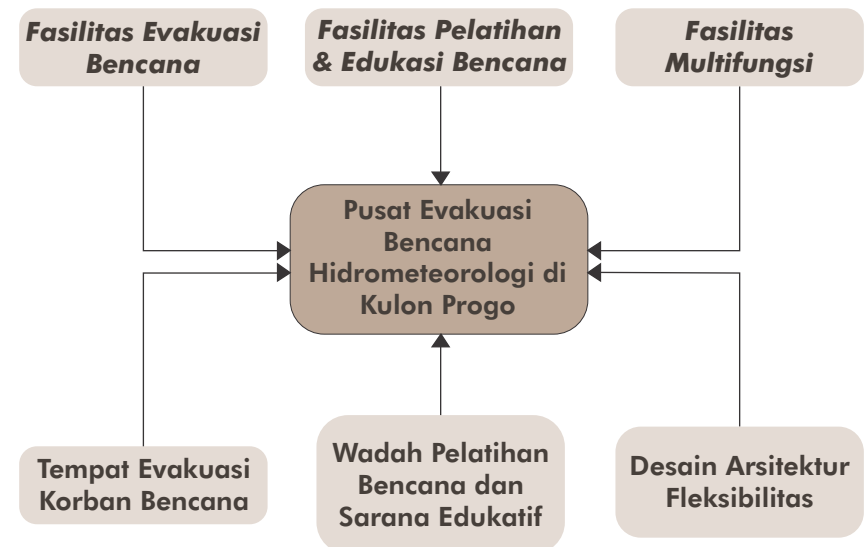 Fasilitas Evakuasi
Bencana
Fasilitas Pelatihan
& Edukasi Bencana
Fasilitas
Multifungsi
Pusat Evakuasi
Bencana
Hidrometeorologi di
Kulon Progo
Tempat Evakuasi
Korban Bencana
Wadah Pelatihan
Bencana dan
Sarana Edukatif
Desain Arsitektur
Fleksibilitas